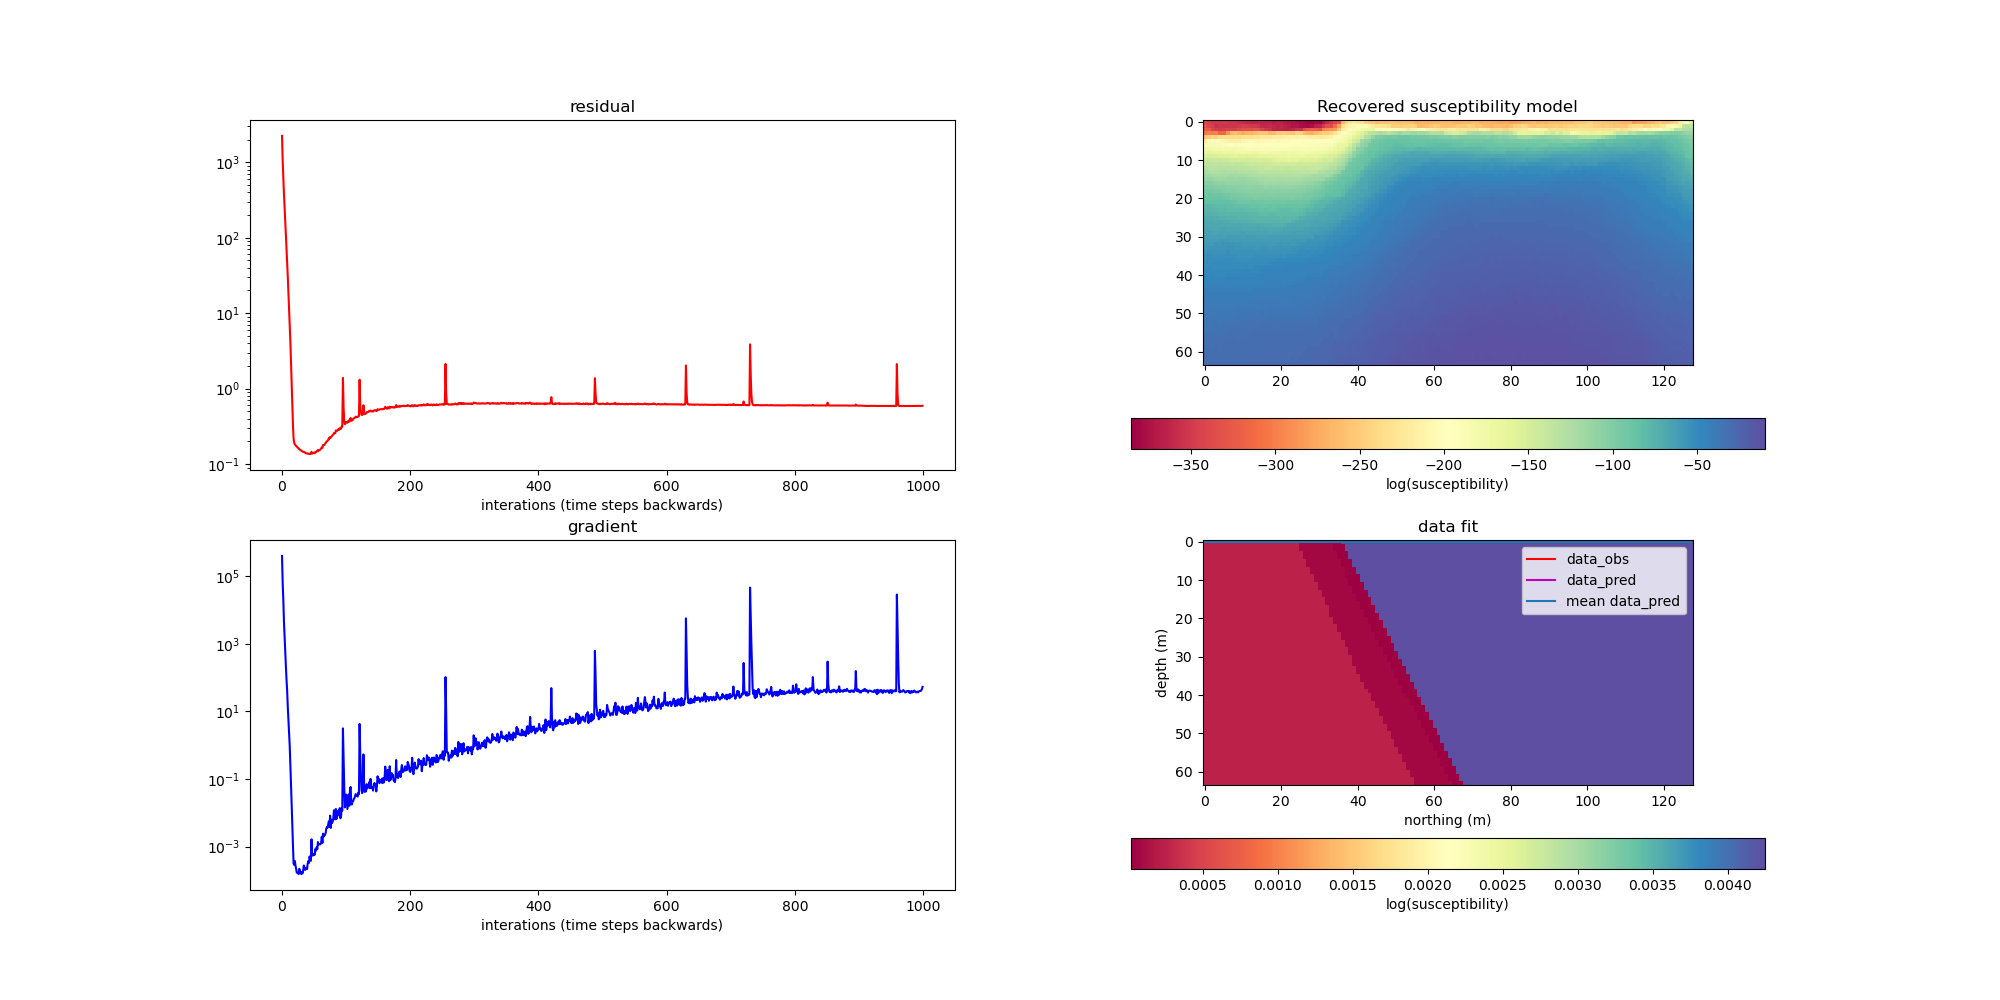 residual
10³
10²
10¹
10⁰
10⁻¹
0 200 400 600 800 1000
interations (time steps backwards)
gradient
10⁵
10³
10¹
10⁻¹
10⁻³
0 200 400 600 800 1000
interations (time steps backwards)
Recovered susceptibility model
0
10
20
30
40
50
60
0 20 40 60 80 100 120
−350 −300 −250 −200 −150 −100 −50
log(susceptibility)
data fit
data_obs
data_pred
mean data_pred
depth (m)
0
10
20
30
40
50
60
0 20 40 60 80 100 120
northing (m)
0.0005 0.0010 0.0015 0.0020 0.0025 0.0030 0.0035 0.0040
log(susceptibility)